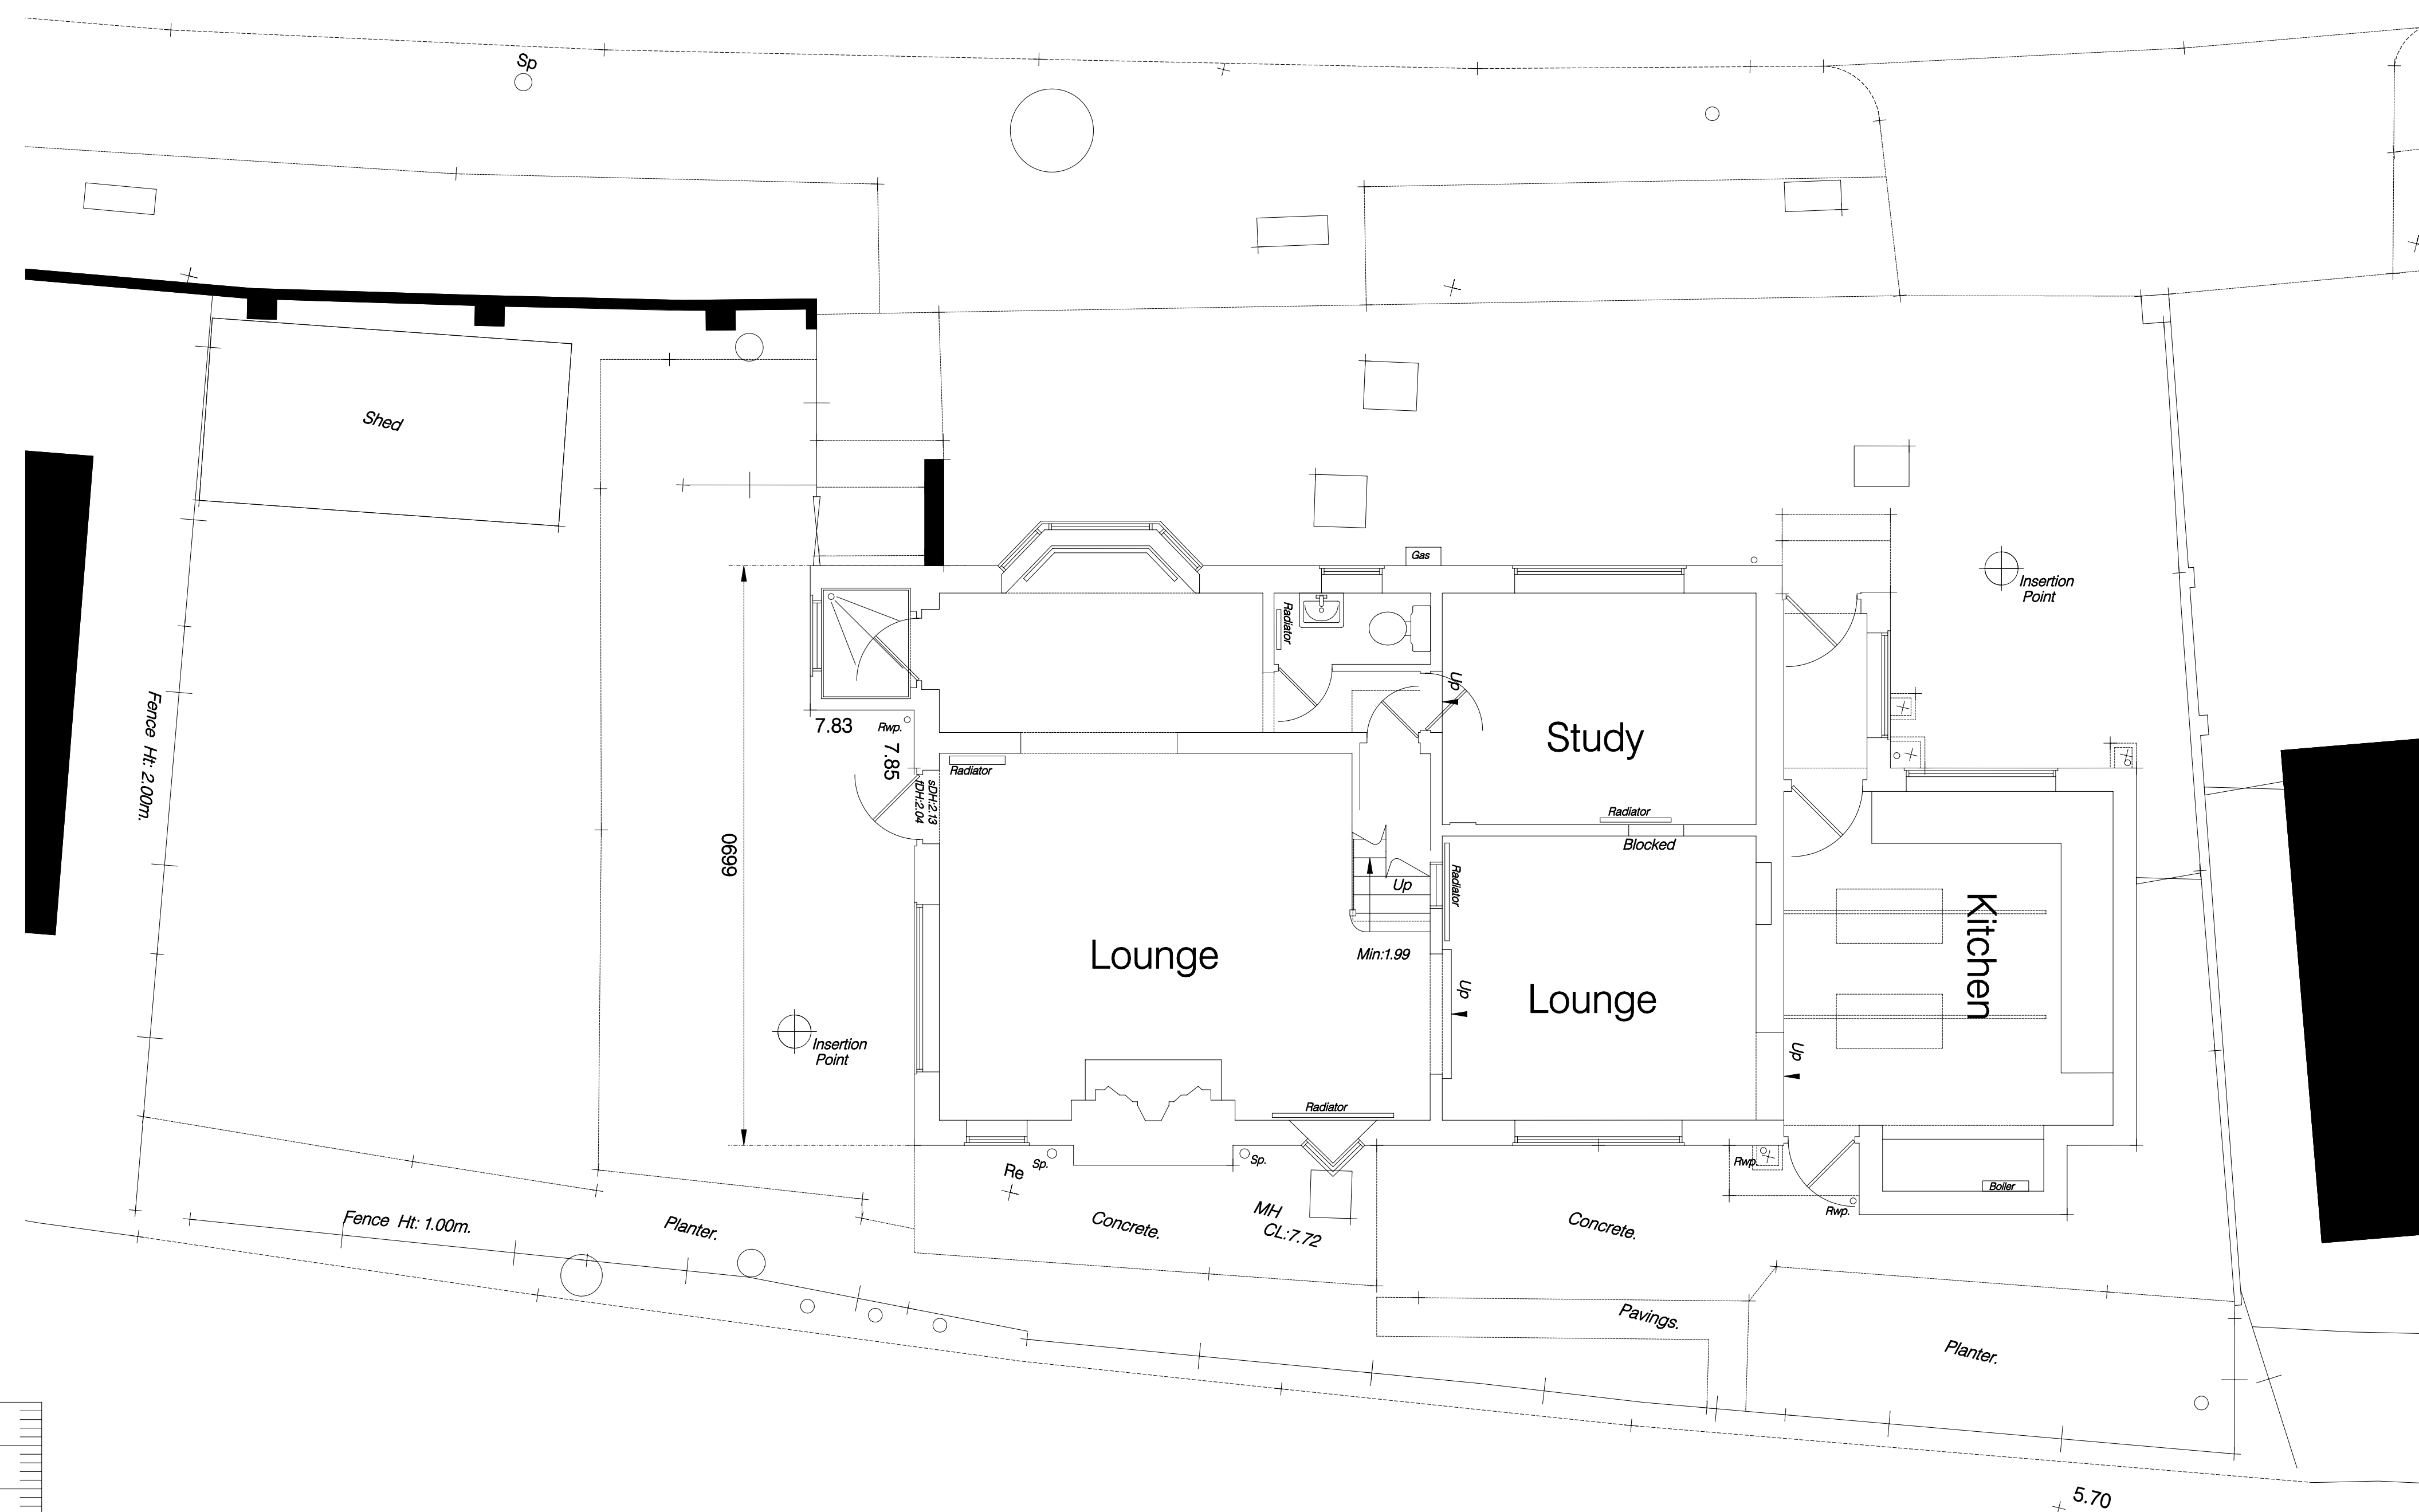 Sp
Shed
Gas
Insertion
Point
Radiator
Up
Fence Ht: 2.00m.
7.83
Rwp.
7.85
Study
Radiator
sDH:2.13
fDH:2.04
Radiator
Blocked
0699
Up
Radiator
Kitchen
Lounge
Min:1.99
Lounge
Up
Insertion
Point
Up
Radiator
Re
Sp.
Sp.
Rwp.
Boiler
Rwp.
Fence Ht: 1.00m.
Planter.
Concrete.
MH
CL:7.72
Concrete.
Pavings.
Planter.
5.70